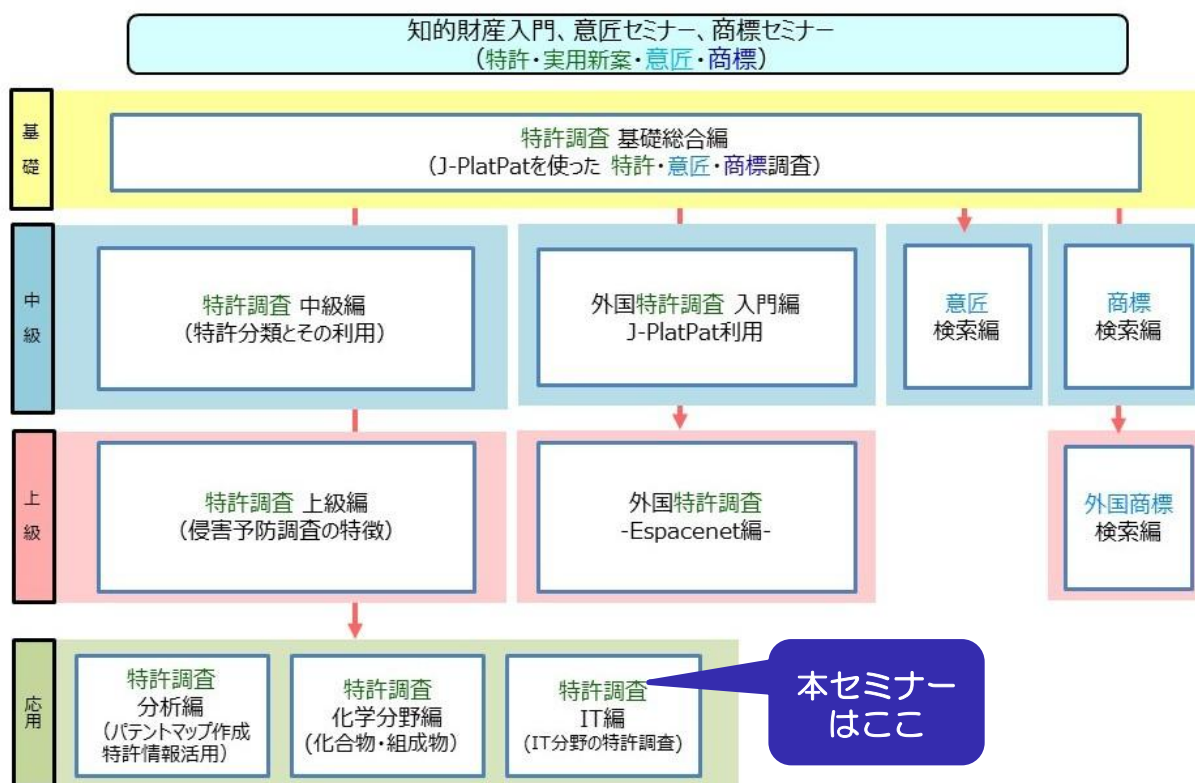 知的財産入門、意匠セミナー、商標セミナー
(特許・実用新案・意匠・商標)
基礎
特許調査 基礎総合編
(J-PlatPatを使った 特許・意匠・商標調査)
中級
特許調査 中級編
(特許分類とその利用)
外国特許調査 入門編
J-PlatPat利用
意匠
検索編
商標
検索編
上級
特許調査 上級編
(侵害予防調査の特徴)
外国特許調査
-Espacenet編-
外国商標
検索編
応用
特許調査
分析編
(パテントマップ作成
特許情報活用)
特許調査
化学分野編
(化合物・組成物)
特許調査
IT編
(IT分野の特許調査)
本セミナー
はここ